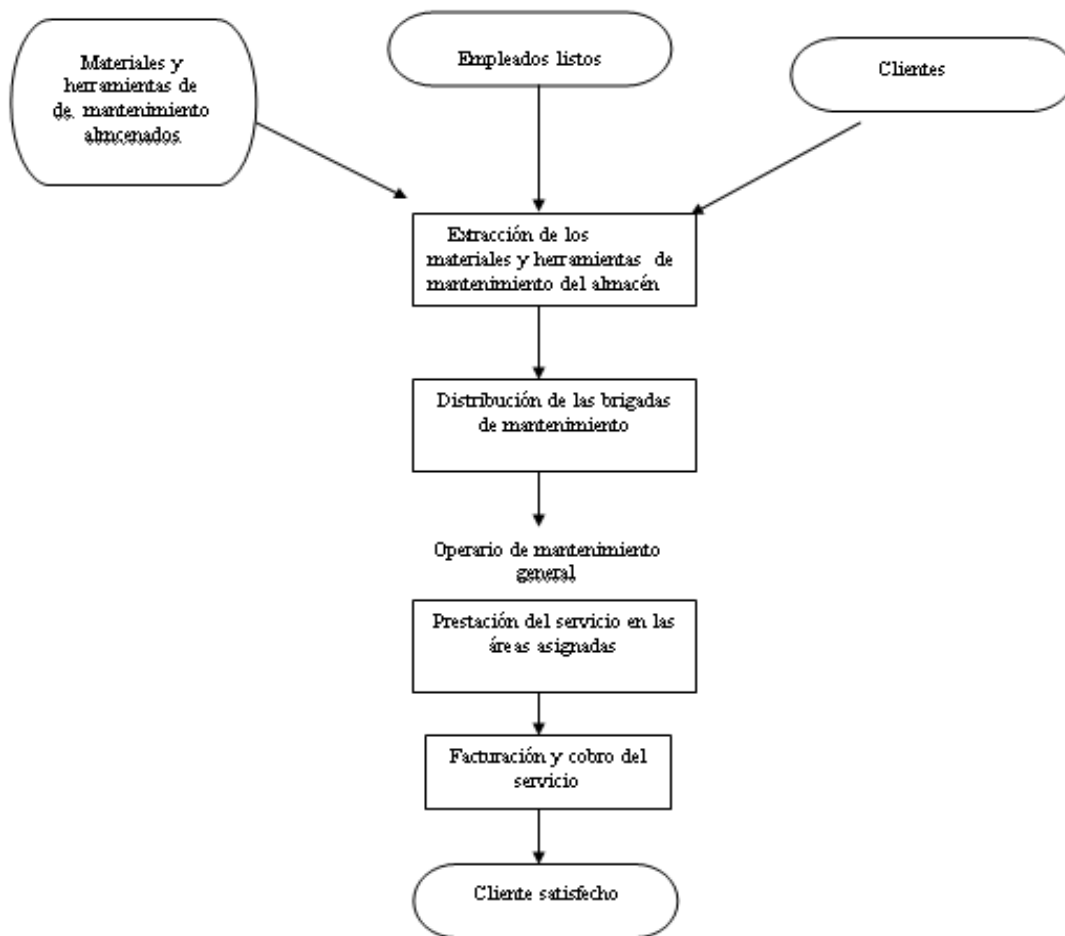 Materiales y
herramientas de
de. mantenimiento
almcenados
Empleados listos
Clientes
Extracción de los
materiales y herramientas de
mantenimiento del almacén
Distribución de las brigadas
de mantenimiento
Operario de mantenimiento
general
Prestación del servicio en las
áreas asignadas
Facturación y cobro del
servicio
Cliente satisfecho